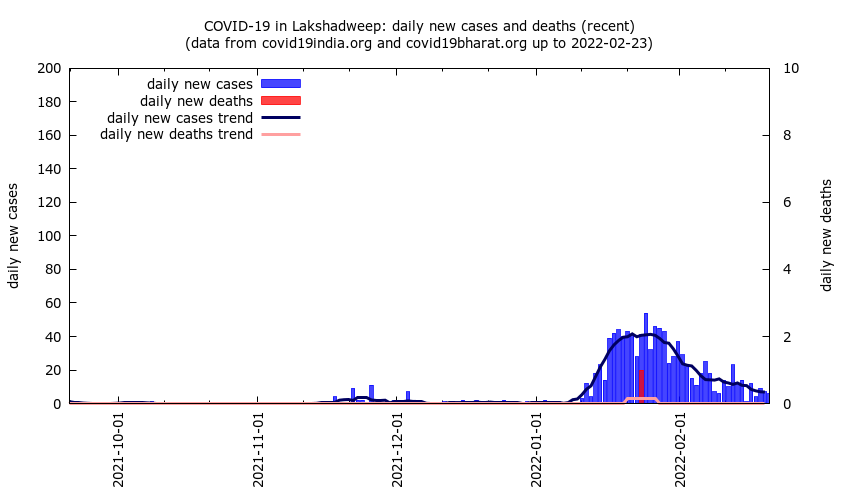 COVID-19 in Lakshadweep: daily new cases and deaths (recent)
(data from covid19india.org and covid19bharat.org up to 2022-02-23)
daily new cases
daily new deaths
daily new cases trend
daily new deaths trend
200
180
160
140
120
100
80
60
40
20
0
daily new cases
10
8
6
4
2
0
daily new deaths
2021-10-01
2021-11-01
2021-12-01
2022-01-01
2022-02-01